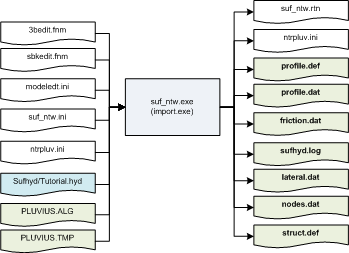 3bedit.fnm
sbkedit.fnm
modeledt.ini
suf_ntw.ini
ntrpluv.ini
Sufhyd/Tutorial.hyd
PLUVIUS.ALG
PLUVIUS.TMP
suf_ntw.exe
(import.exe)
suf_ntw.rtn
ntrpluv.ini
profile.def
profile.dat
friction.dat
sufhyd.log
lateral.dat
nodes.dat
struct.def